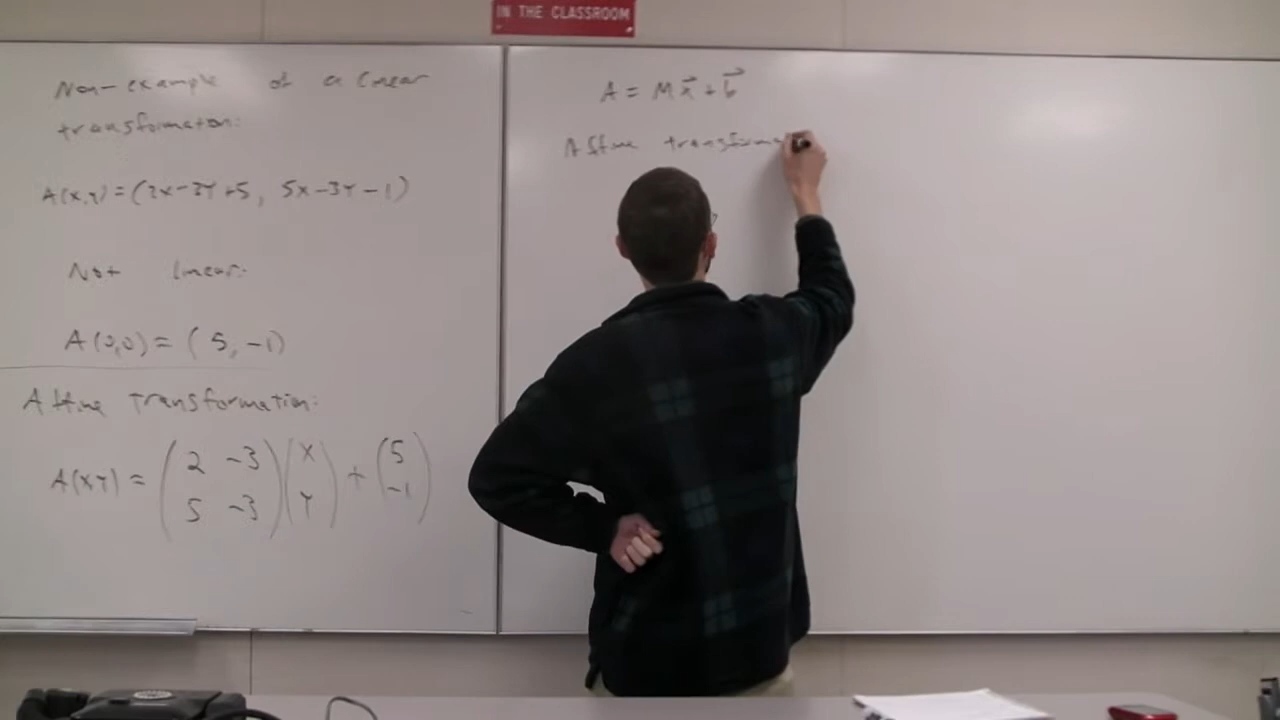 IN THE CLASSROOM
Non-example of a linear
transformation:
A(x,y) = (2x-3y+5, 5x-3y-1)
Not linear:
A(0,0) = (5,-1)
Affine Transformation:
A(x y) = (2 -3) (x) + (5)
(5 -3) (y) (-1)
A = Mx⃗ + b⃗
Affine transforma